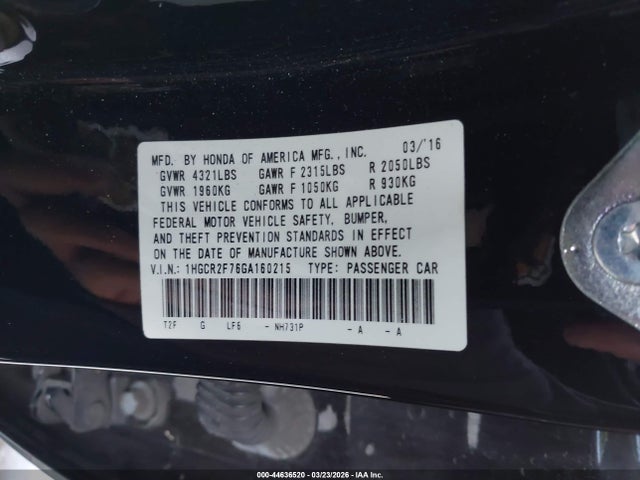 MFD. BY HONDA OF AMERICA MFG., INC. 03/'16
GVWR 4321LBS GAWR F 2315LBS R 2050LBS
GVWR 1960KG GAWR F 1050KG R 930KG
THIS VEHICLE CONFORMS TO ALL APPLICABLE
FEDERAL MOTOR VEHICLE SAFETY, BUMPER,
AND THEFT PREVENTION STANDARDS IN EFFECT
ON THE DATE OF MANUFACTURE SHOWN ABOVE.
V.I.N.: 1HGCR2F76GA160215 TYPE: PASSENGER CAR
T2F G LF6 - NH731P - A - A
000-44636520 | 03/23/2026 | IAA Inc.